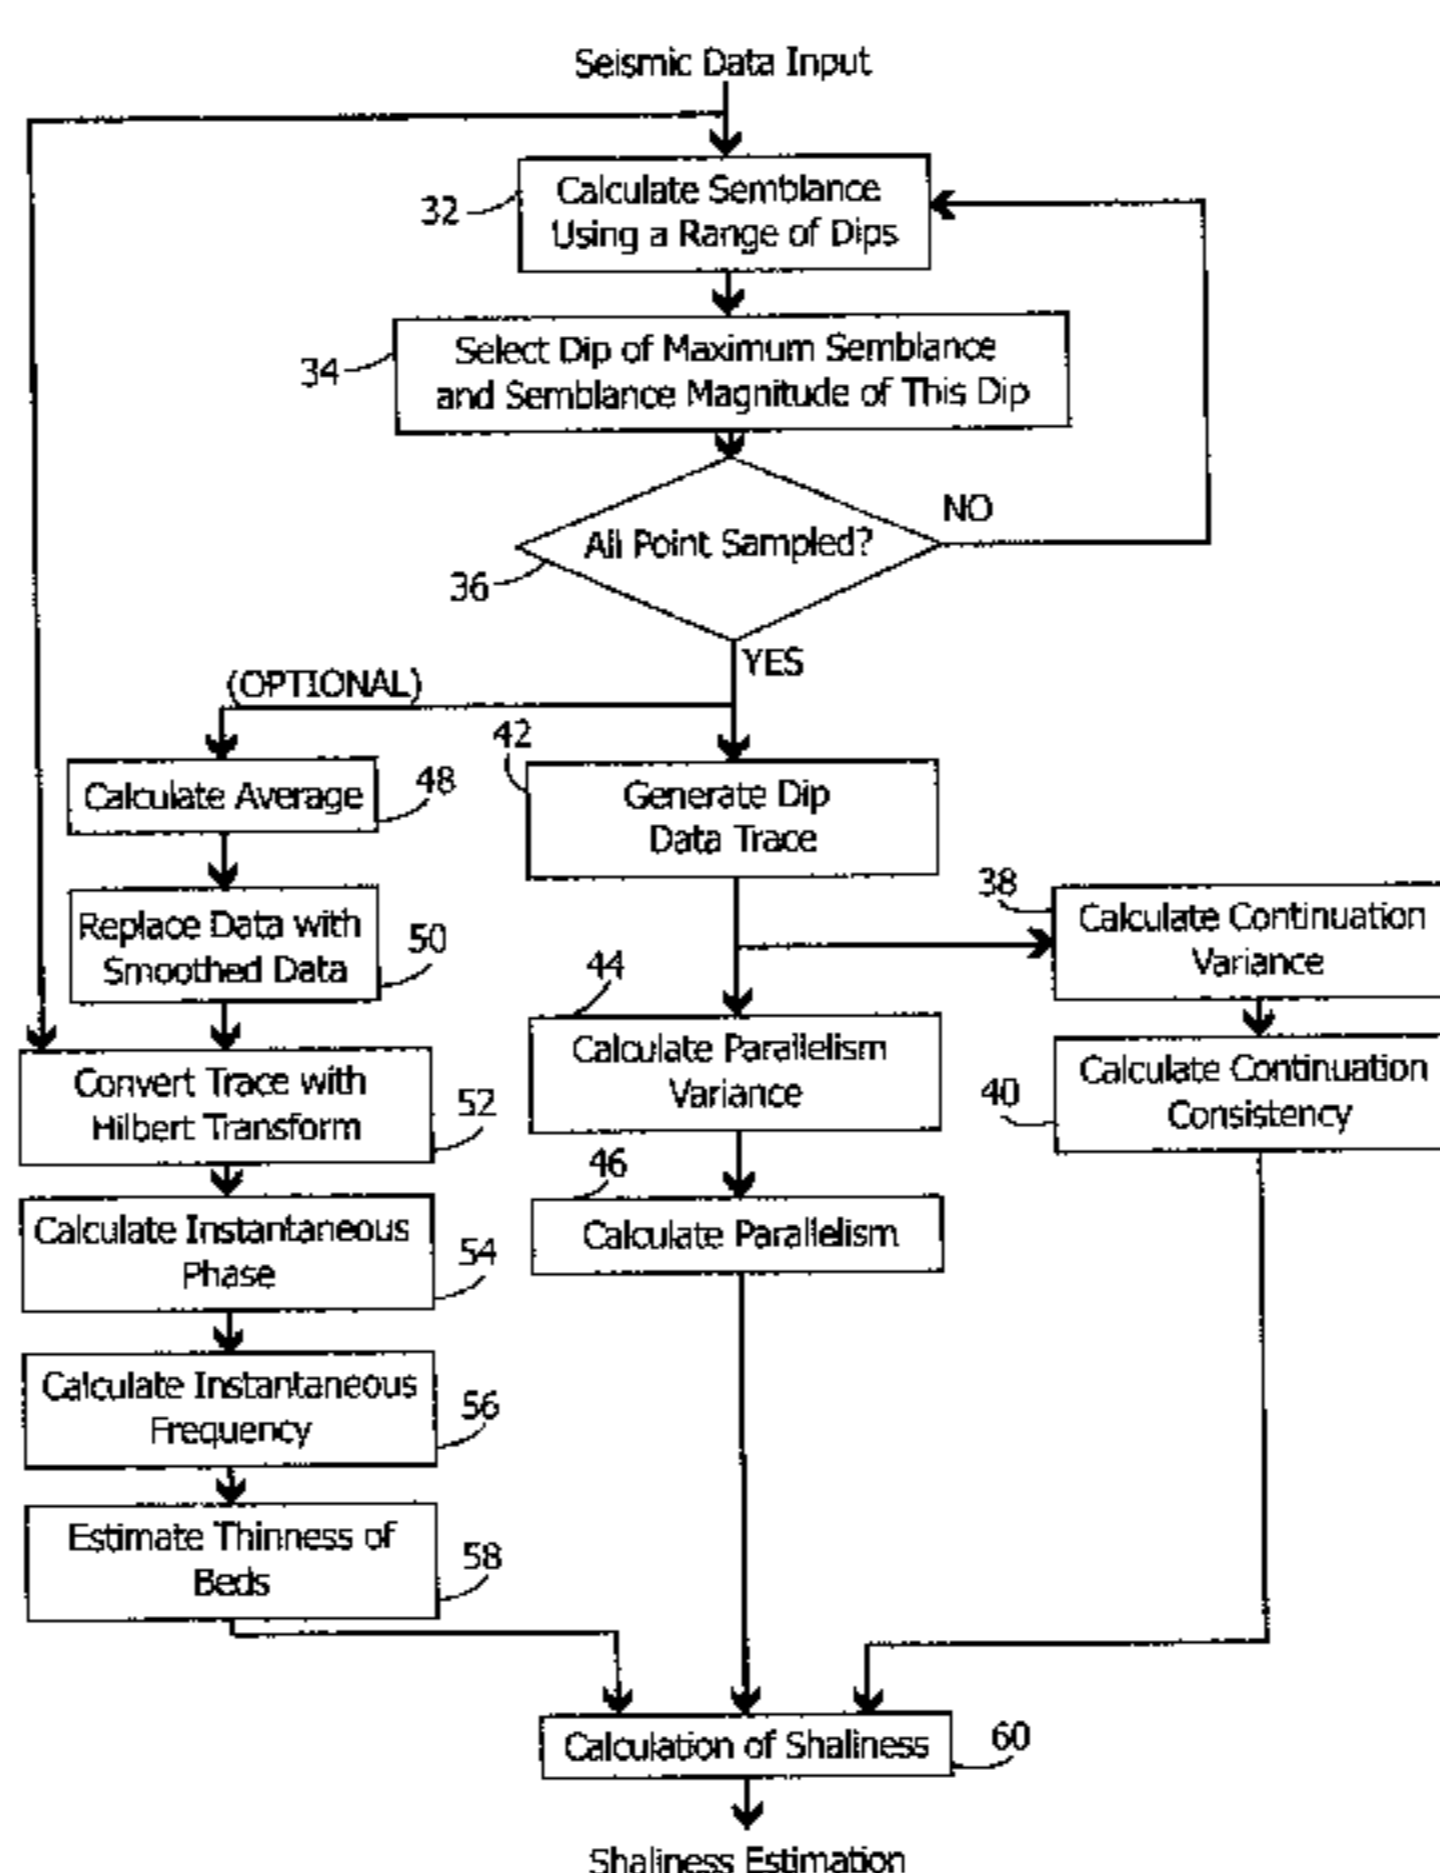 Seismic Data Input
32
Calculate Semblance
Using a Range of Dips
34
Select Dip of Maximum Semblance
and Semblance Magnitude of This Dip
NO
All Point Sampled?
36
YES
(OPTIONAL)
42
Calculate Average
48
Generate Dip
Data Trace
38
Calculate Continuation
Variance
Replace Data with
Smoothed Data
50
44
Calculate Parallelism
Variance
Calculate Continuation
Consistency
40
Convert Trace with
Hilbert Transform
52
46
Calculate Parallelism
Calculate Instantaneous
Phase
54
Calculate Instantaneous
Frequency
56
Estimate Thinness of
Beds
58
Calculation of Shaliness
60
Shaliness Estimation